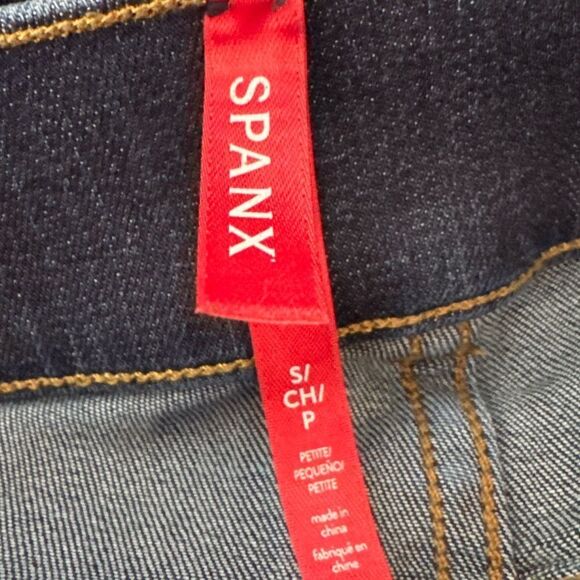 SPANX
S/
CH/
P
PETITE/
PEQUEÑO/
PETITE
made in
china
fabriqué en
chine